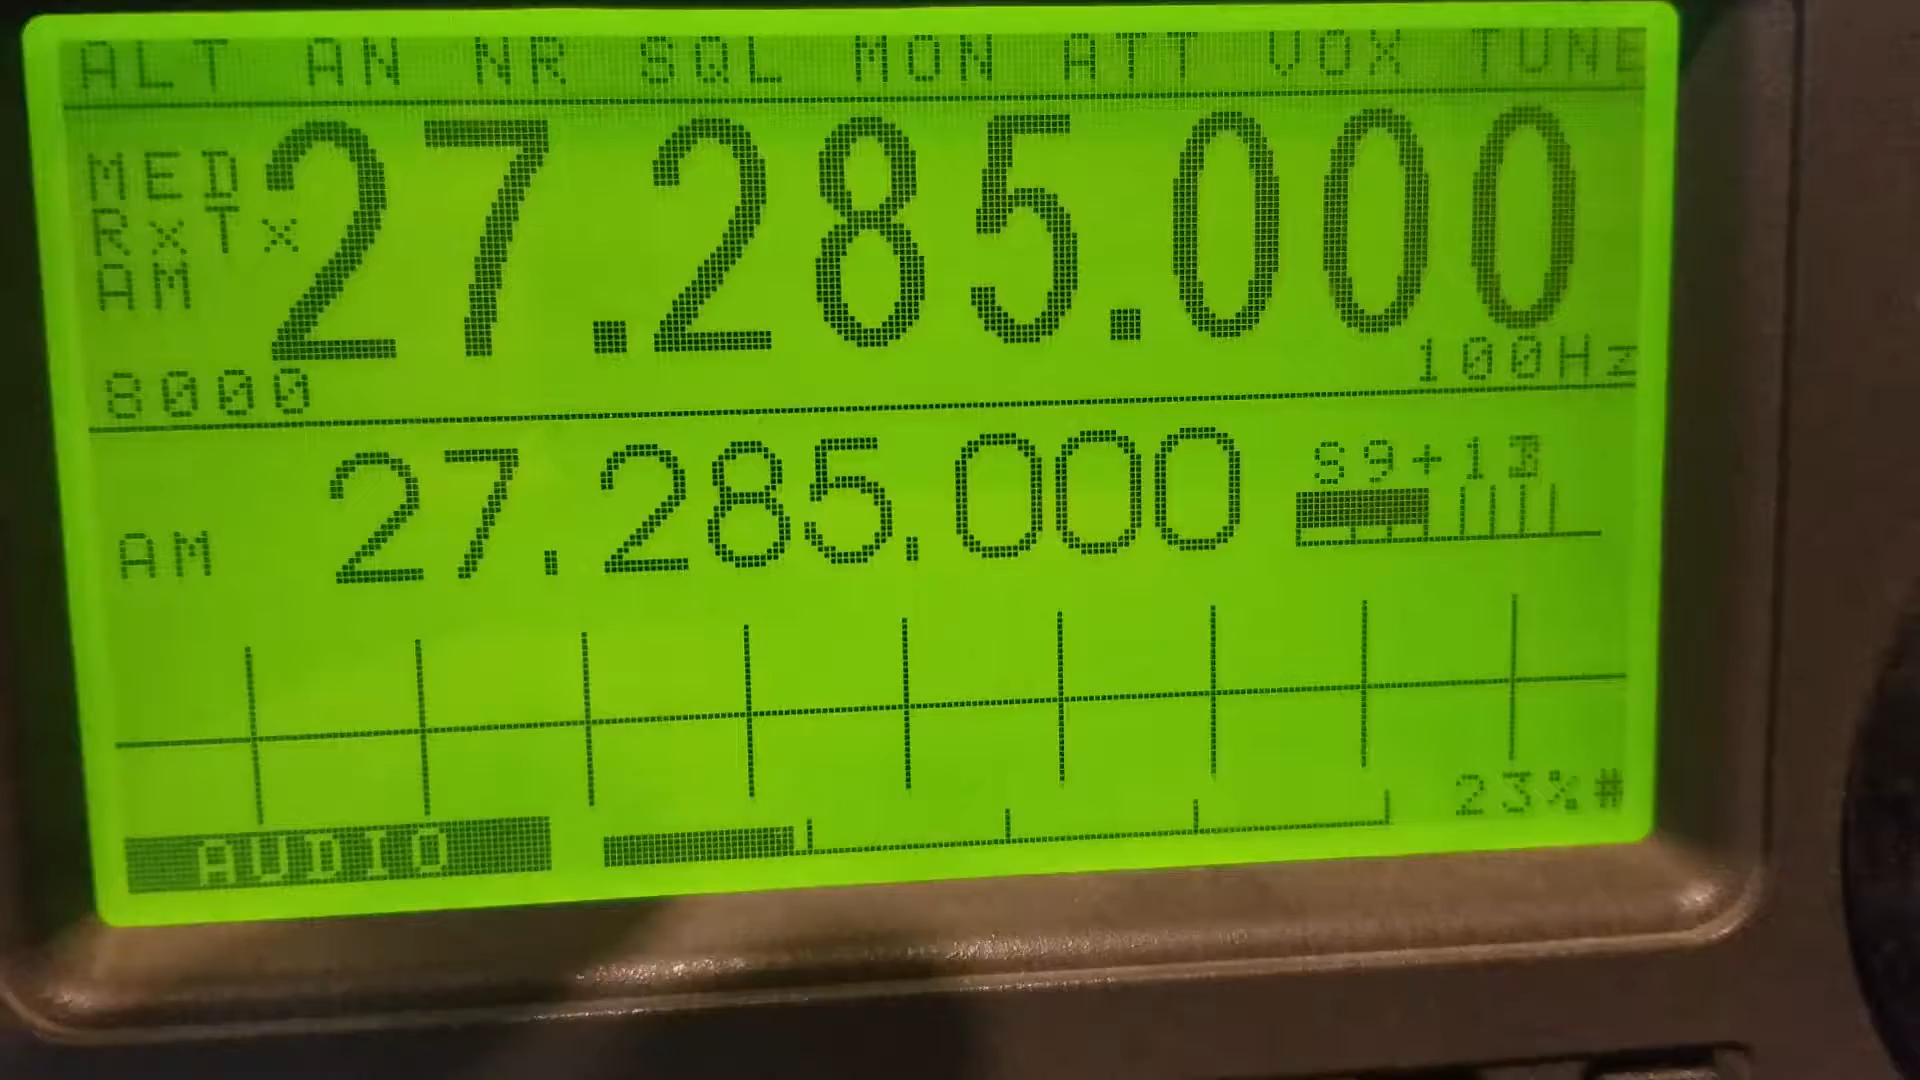 ALT AN NR SQL MON ATT VOX TUNE
MED 27.285.000
RxTx
AM
8000 100Hz
AM 27.285.000 S9+13
23%#
AUDIO